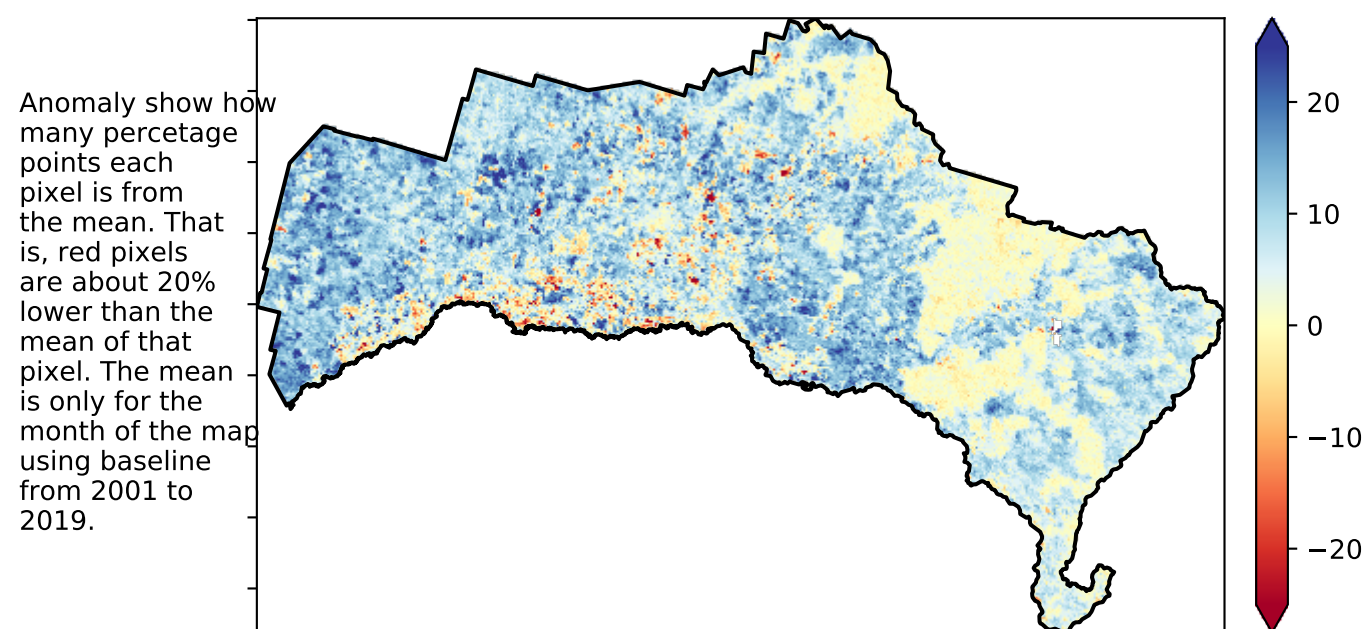 Anomaly show how
many percetage
points each
pixel is from
the mean. That
is, red pixels
are about 20%
lower than the
mean of that
pixel. The mean
is only for the
month of the map
using baseline
from 2001 to
2019.
20
10
0
−10
−20